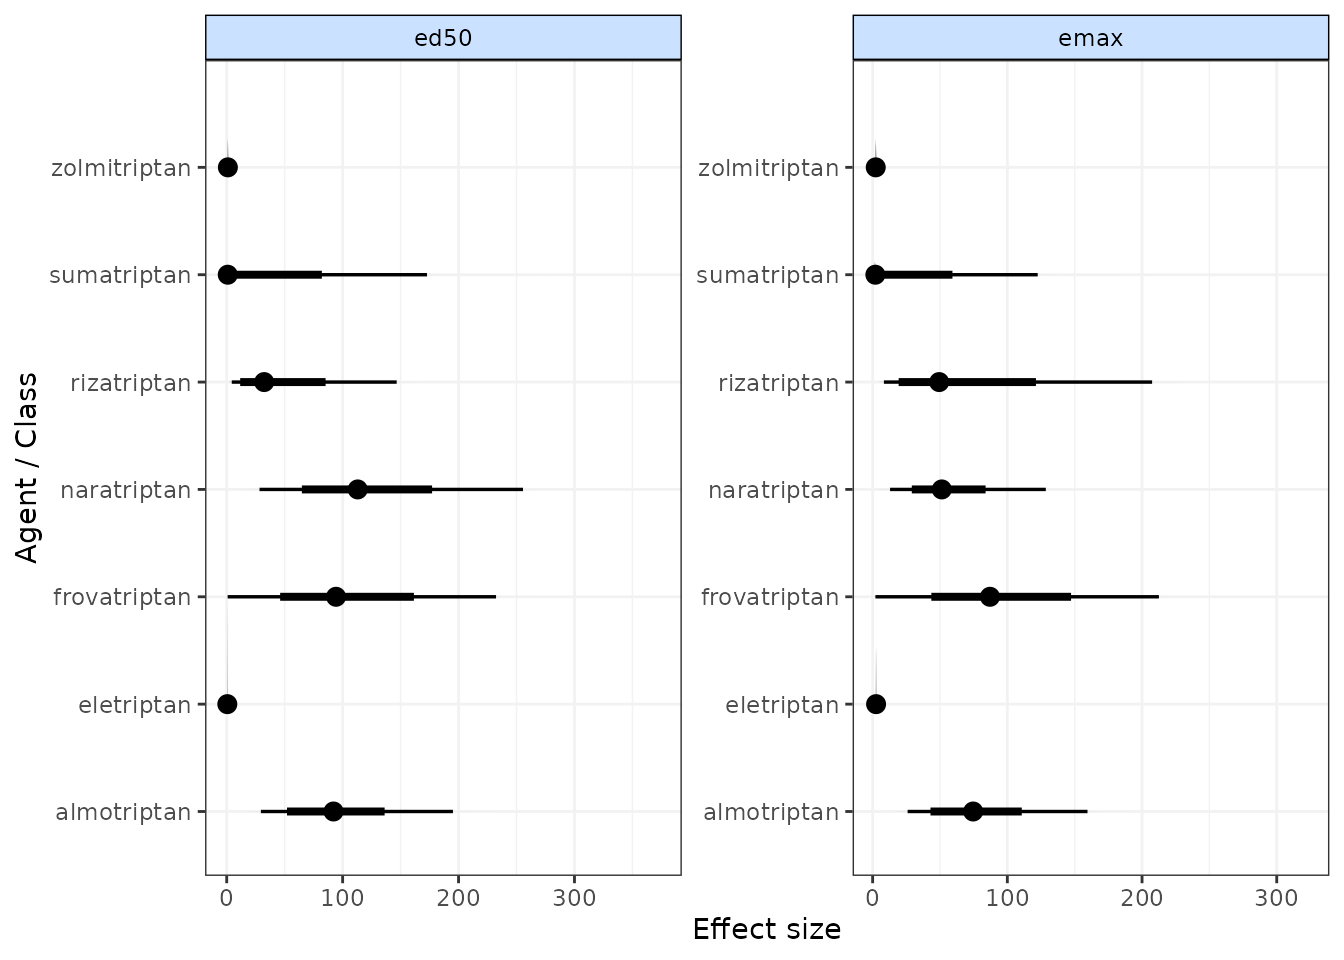 ed50
emax
zolmitriptan
sumatriptan
rizatriptan
naratriptan
frovatriptan
eletriptan
almotriptan
zolmitriptan
sumatriptan
rizatriptan
naratriptan
frovatriptan
eletriptan
almotriptan
Agent / Class
0 100 200 300
0 100 200 300
Effect size